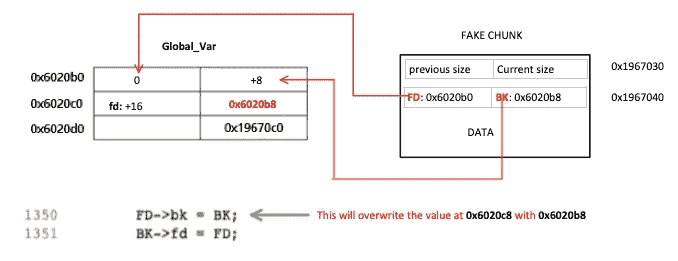 Global_Var
FAKE CHUNK
0x6020b0 0 +8
0x6020c0 fd: +16 0x6020b8
0x6020d0 0x19670c0
previous size Current size 0x1967030
FD: 0x6020b0 BK: 0x6020b8 0x1967040
DATA
1350 FD->bk = BK; This will overwrite the value at 0x6020c8 with 0x6020b8
1351 BK->fd = FD;